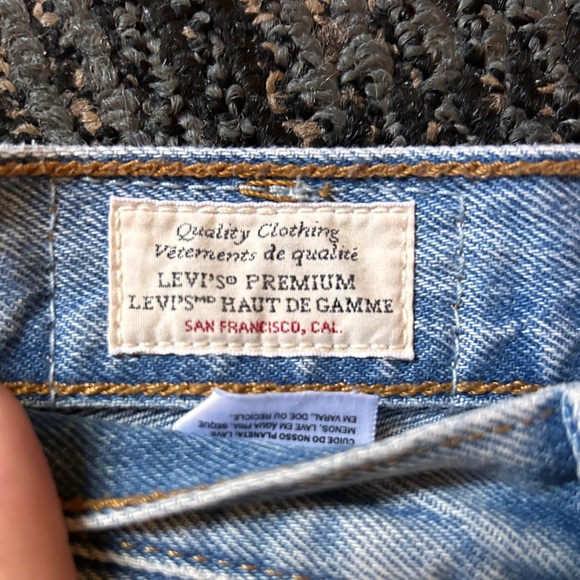 Quality Clothing
Vêtements de qualité
LEVI'S® PREMIUM
LEVI'S MD HAUT DE GAMME
SAN FRANCISCO, CAL.
CUIDE DO NOSSO PLANETA: LAVE
MENOS, LAVE EM ÁGUA FRIA, SEQUE
EM VARAL, DOE OU RECICLE.